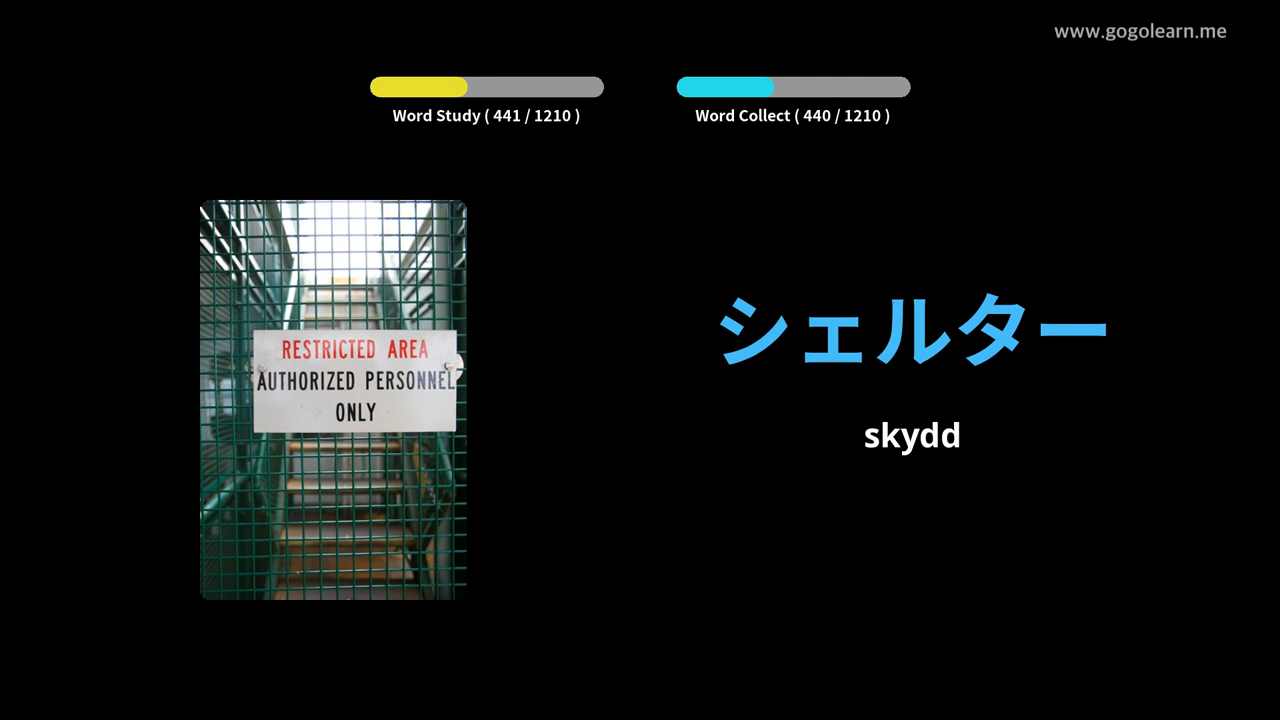 www.gogolearn.me
Word Study ( 441 / 1210 )
Word Collect ( 440 / 1210 )
RESTRICTED AREA
AUTHORIZED PERSONNEL
ONLY
シェルター
skydd